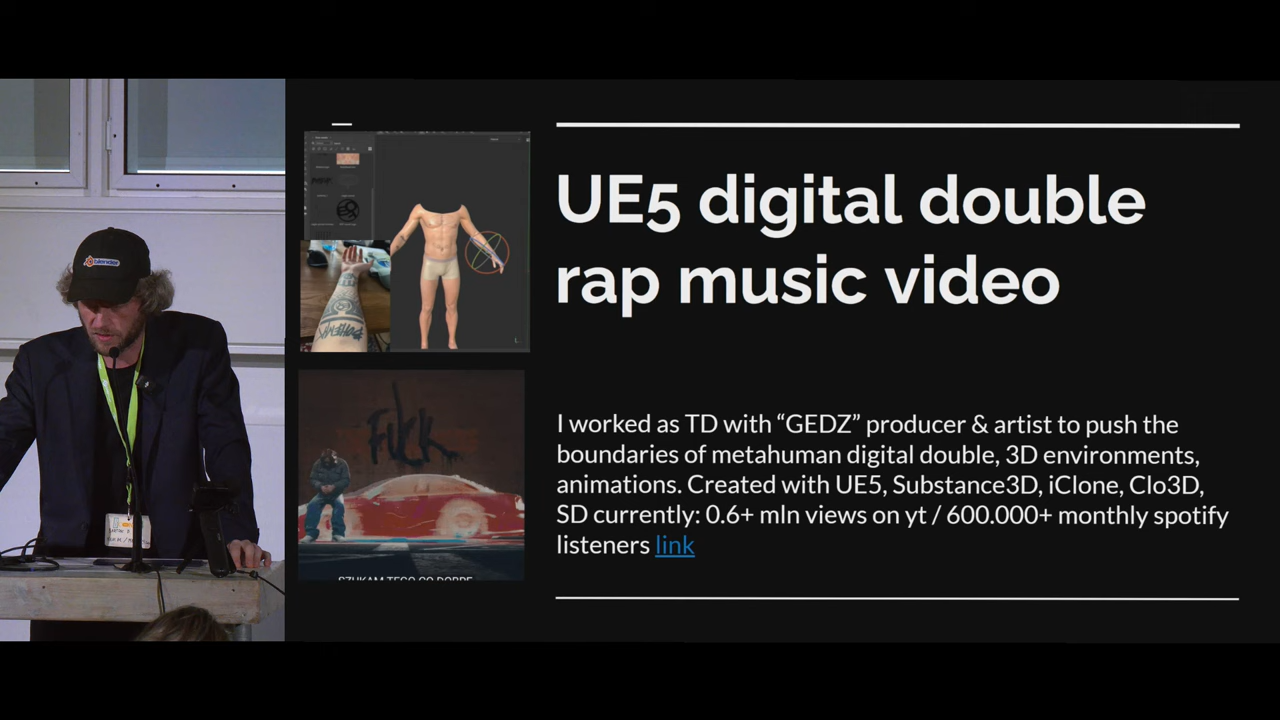 blender
UE5 digital double
rap music video
BOHEMA
FUCK
I worked as TD with “GEDZ” producer & artist to push the
boundaries of metahuman digital double, 3D environments,
animations. Created with UE5, Substance3D, iClone, Clo3D,
SD currently: 0.6+ mln views on yt / 600.000+ monthly spotify
listeners link
SZUKAM TEGO CO DOBRE